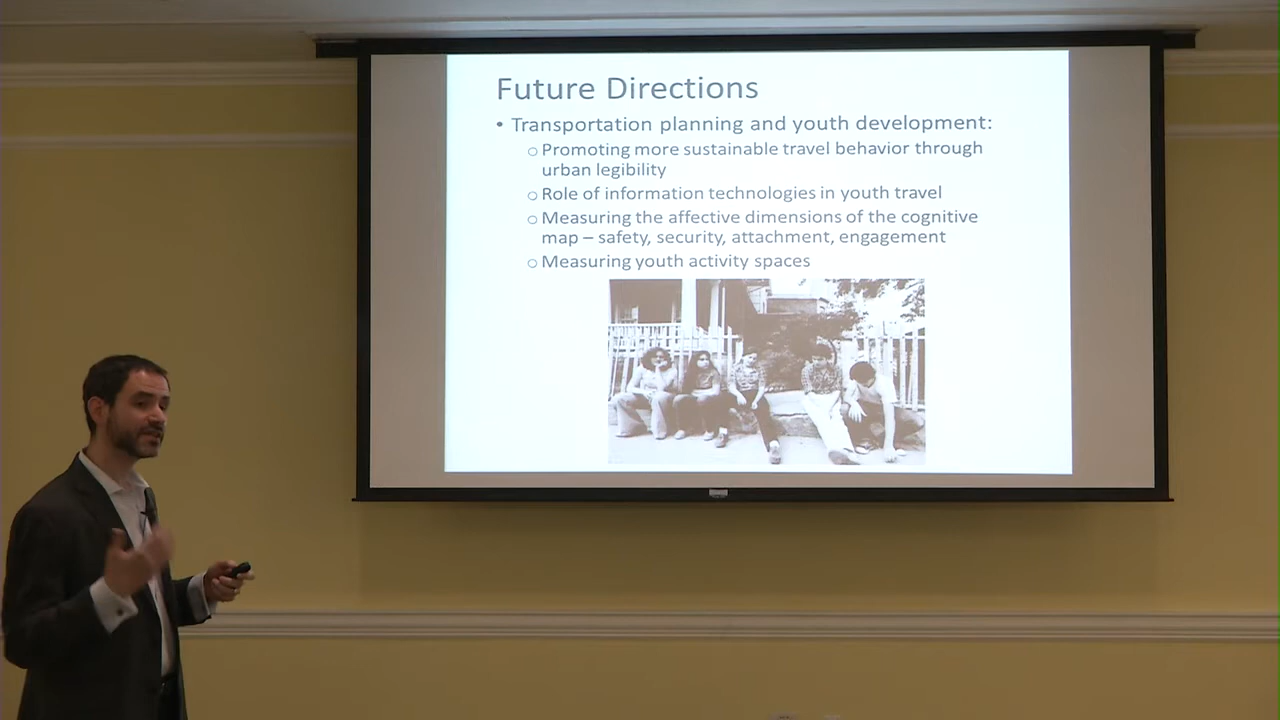 Future Directions
• Transportation planning and youth development:
○ Promoting more sustainable travel behavior through
urban legibility
○ Role of information technologies in youth travel
○ Measuring the affective dimensions of the cognitive
map – safety, security, attachment, engagement
○ Measuring youth activity spaces